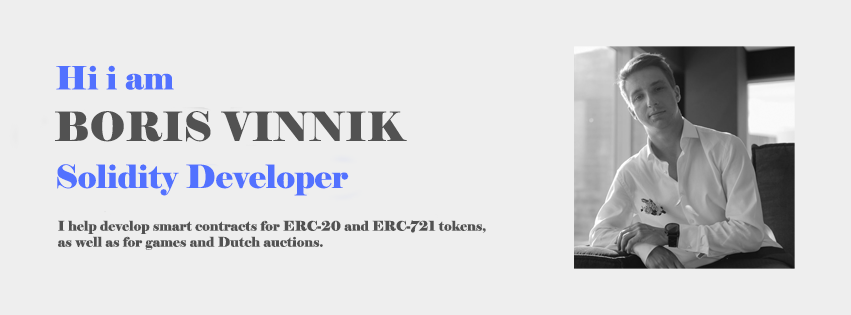 Hi i am
BORIS VINNIK
Solidity Developer
I help develop smart contracts for ERC-20 and ERC-721 tokens,
as well as for games and Dutch auctions.